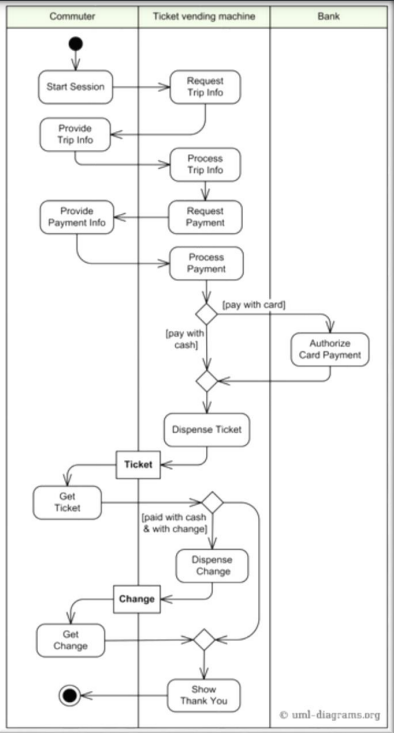 Commuter
Ticket vending machine
Bank
Start Session
Request
Trip Info
Provide
Trip Info
Process
Trip Info
Provide
Payment Info
Request
Payment
Process
Payment
[pay with card]
[pay with
cash]
Authorize
Card Payment
Dispense Ticket
Ticket
Get
Ticket
[paid with cash
& with change]
Dispense
Change
Change
Get
Change
Show
Thank You
© uml-diagrams.org